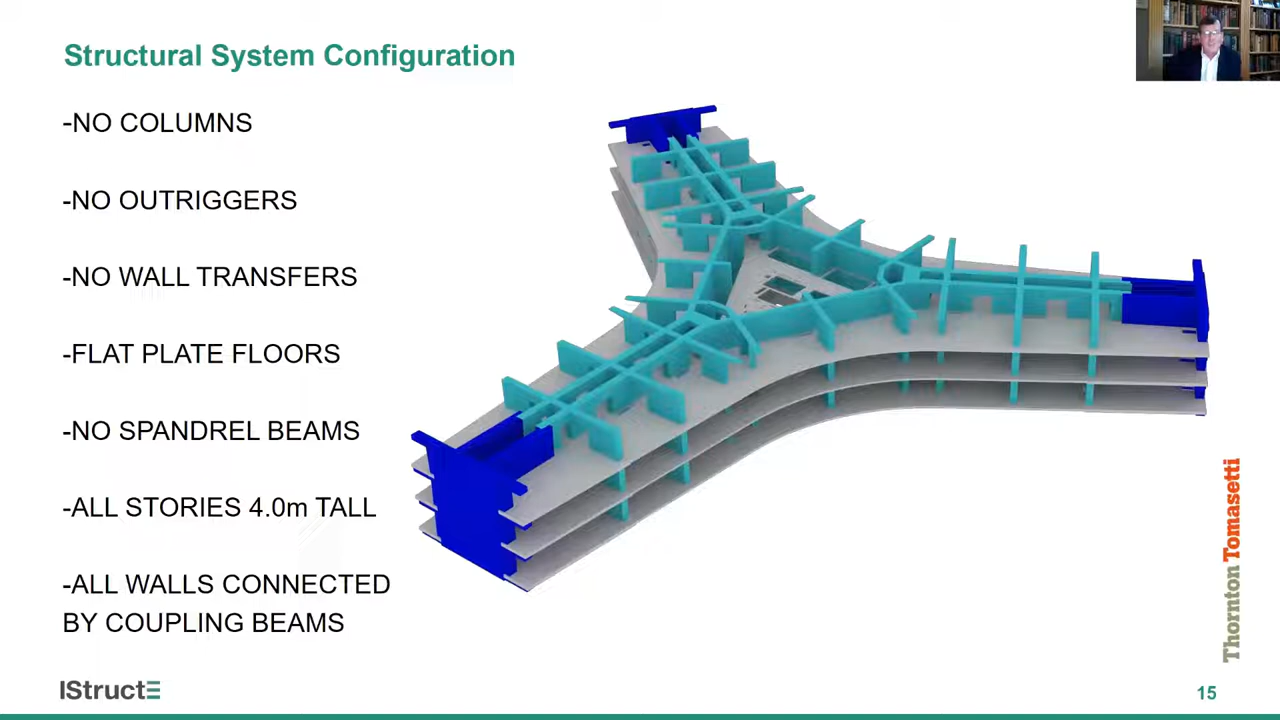 Structural System Configuration
-NO COLUMNS
-NO OUTRIGGERS
-NO WALL TRANSFERS
-FLAT PLATE FLOORS
-NO SPANDREL BEAMS
-ALL STORIES 4.0m TALL
-ALL WALLS CONNECTED
BY COUPLING BEAMS
Thornton Tomasetti
IStructE
15